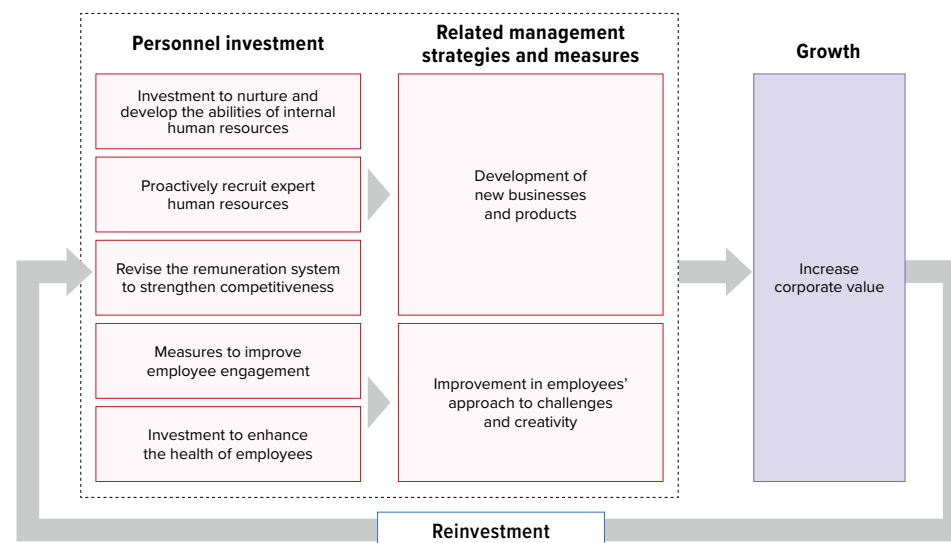 Personnel investment
Investment to nurture and
develop the abilities of internal
human resources
Proactively recruit expert
human resources
Revise the remuneration system
to strengthen competitiveness
Measures to improve
employee engagement
Investment to enhance
the health of employees
Related management
strategies and measures
Development of
new businesses
and products
Improvement in employees’
approach to challenges
and creativity
Growth
Increase
corporate value
Reinvestment